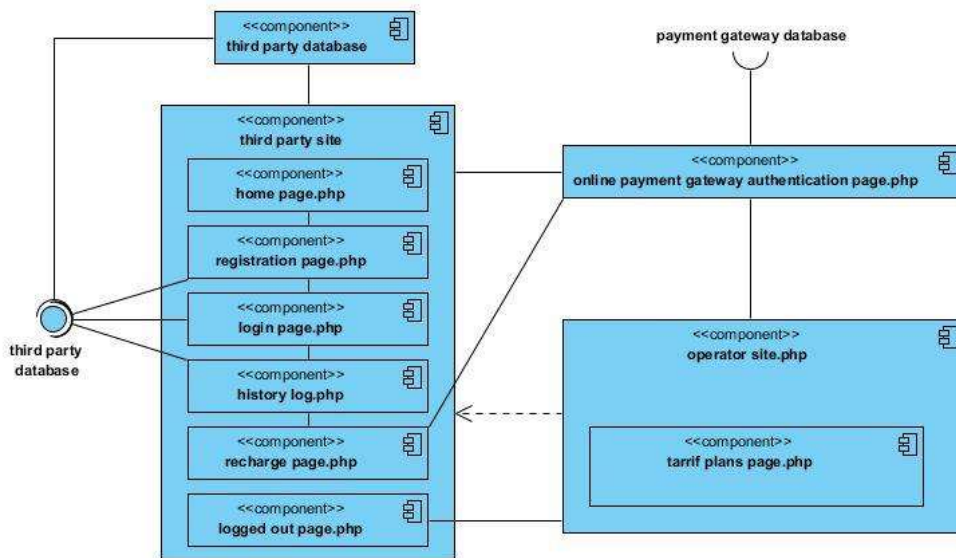 <<component>>
third party database
payment gateway database
<<component>>
third party site
<<component>>
home page.php
<<component>>
online payment gateway authentication page.php
<<component>>
registration page.php
<<component>>
login page.php
third party
database
<<component>>
operator site.php
<<component>>
history log.php
<<component>>
recharge page.php
<<component>>
tarrif plans page.php
<<component>>
logged out page.php